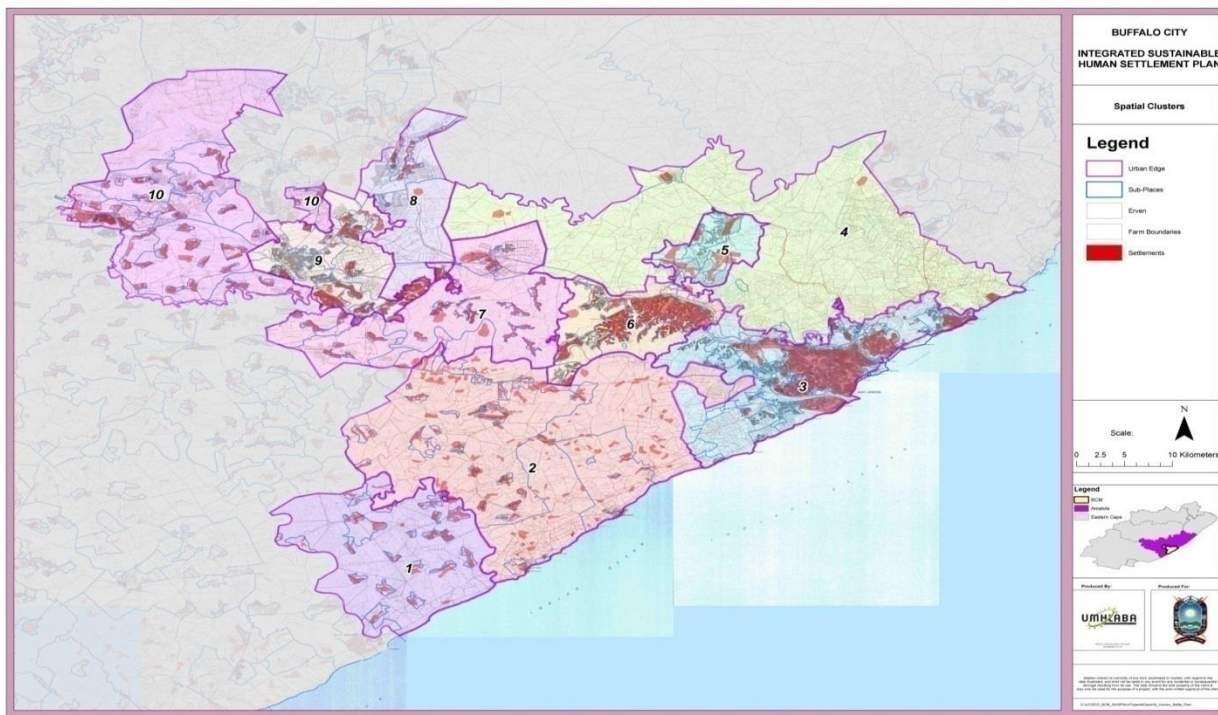 10
10
8
9
7
6
5
4
3
2
1
BUFFALO CITY
INTEGRATED SUSTAINABLE
HUMAN SETTLEMENT PLAN
Spatial Clusters
Legend
Urban Edge
Sub-Places
Erven
Farm Boundaries
Settlements
N
Scale:
0 2.5 5 10 Kilometers
Legend
BCM
Amatole
Eastern Cape
Produced By:
Produced For:
UMHLABA